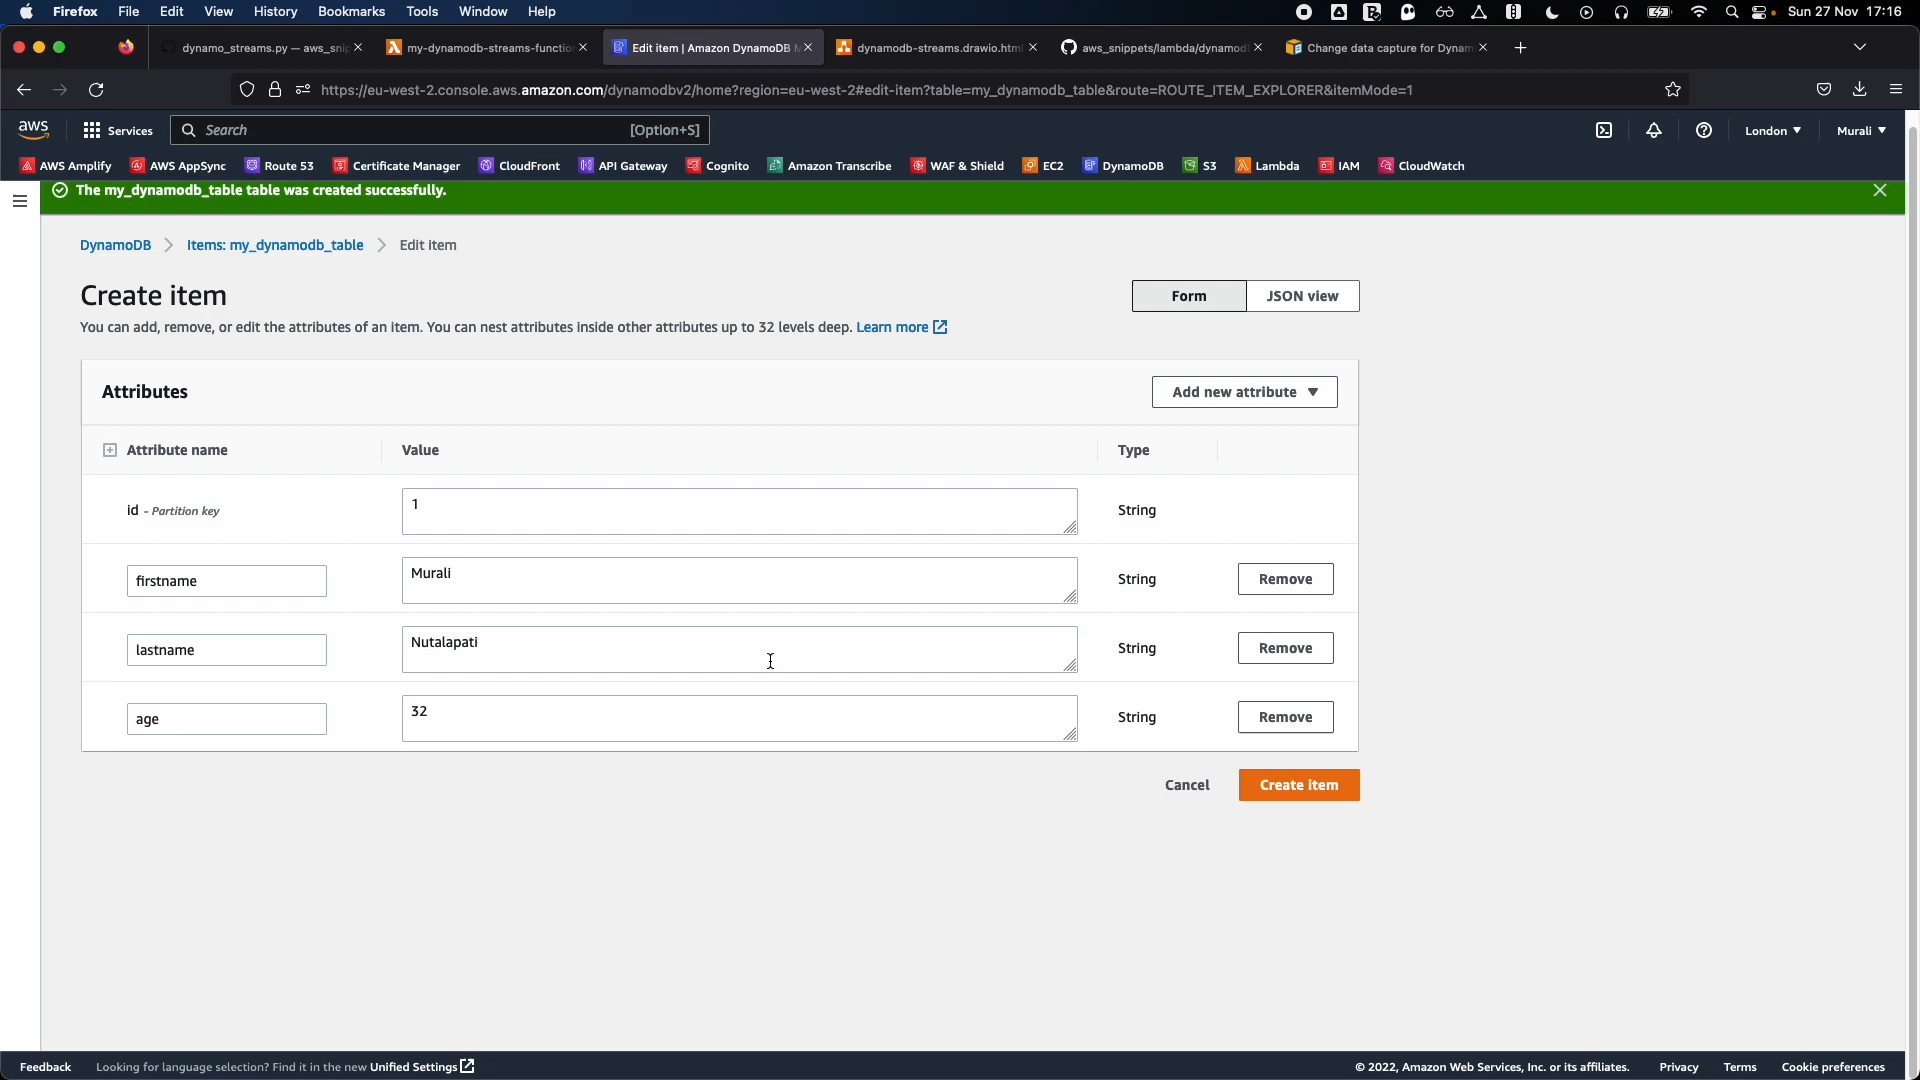 Firefox File Edit View History Bookmarks Tools Window Help Sun 27 Nov 17:16
dynamo_streams.py — aws_sni my-dynamodb-streams-functio Edit item | Amazon DynamoDB M dynamodb-streams.drawio.html aws_snippets/lambda/dynamod Change data capture for Dynam
https://eu-west-2.console.aws.amazon.com/dynamodbv2/home?region=eu-west-2#edit-item?table=my_dynamodb_table&route=ROUTE_ITEM_EXPLORER&itemMode=1
aws Services Search [Option+S] London Murali
AWS Amplify AWS AppSync Route 53 Certificate Manager CloudFront API Gateway Cognito Amazon Transcribe WAF & Shield EC2 DynamoDB S3 Lambda IAM CloudWatch
The my_dynamodb_table table was created successfully.
DynamoDB Items: my_dynamodb_table Edit item
Create item Form JSON view
You can add, remove, or edit the attributes of an item. You can nest attributes inside other attributes up to 32 levels deep. Learn more
Attributes Add new attribute
Attribute name Value Type
id - Partition key 1 String
firstname Murali String Remove
lastname Nutalapati String Remove
age 32 String Remove
Cancel Create item
Feedback Looking for language selection? Find it in the new Unified Settings © 2022, Amazon Web Services, Inc. or its affiliates. Privacy Terms Cookie preferences